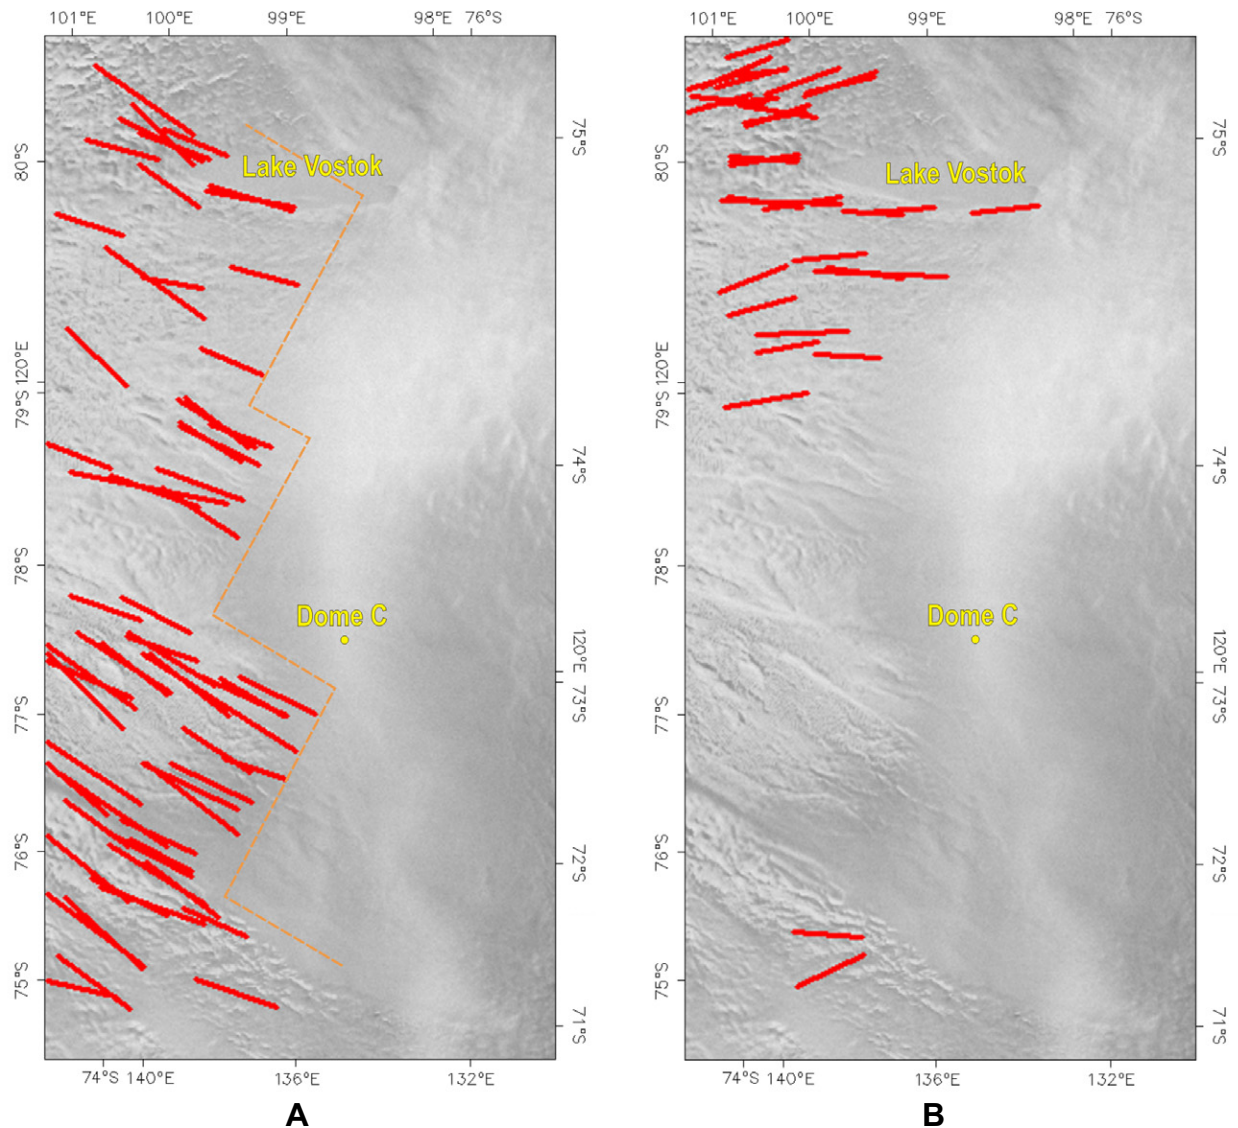 101°E 100°E 99°E 98°E 76°S
101°E 100°E 99°E 98°E 76°S
75°S
75°S
80°S
80°S
Lake Vostok
Lake Vostok
120°E
120°E
79°S
79°S
74°S
74°S
78°S
78°S
Dome C
Dome C
120°E
120°E
73°S
73°S
77°S
77°S
76°S
76°S
72°S
72°S
75°S
75°S
71°S
71°S
74°S 140°E 136°E 132°E
74°S 140°E 136°E 132°E
A
B